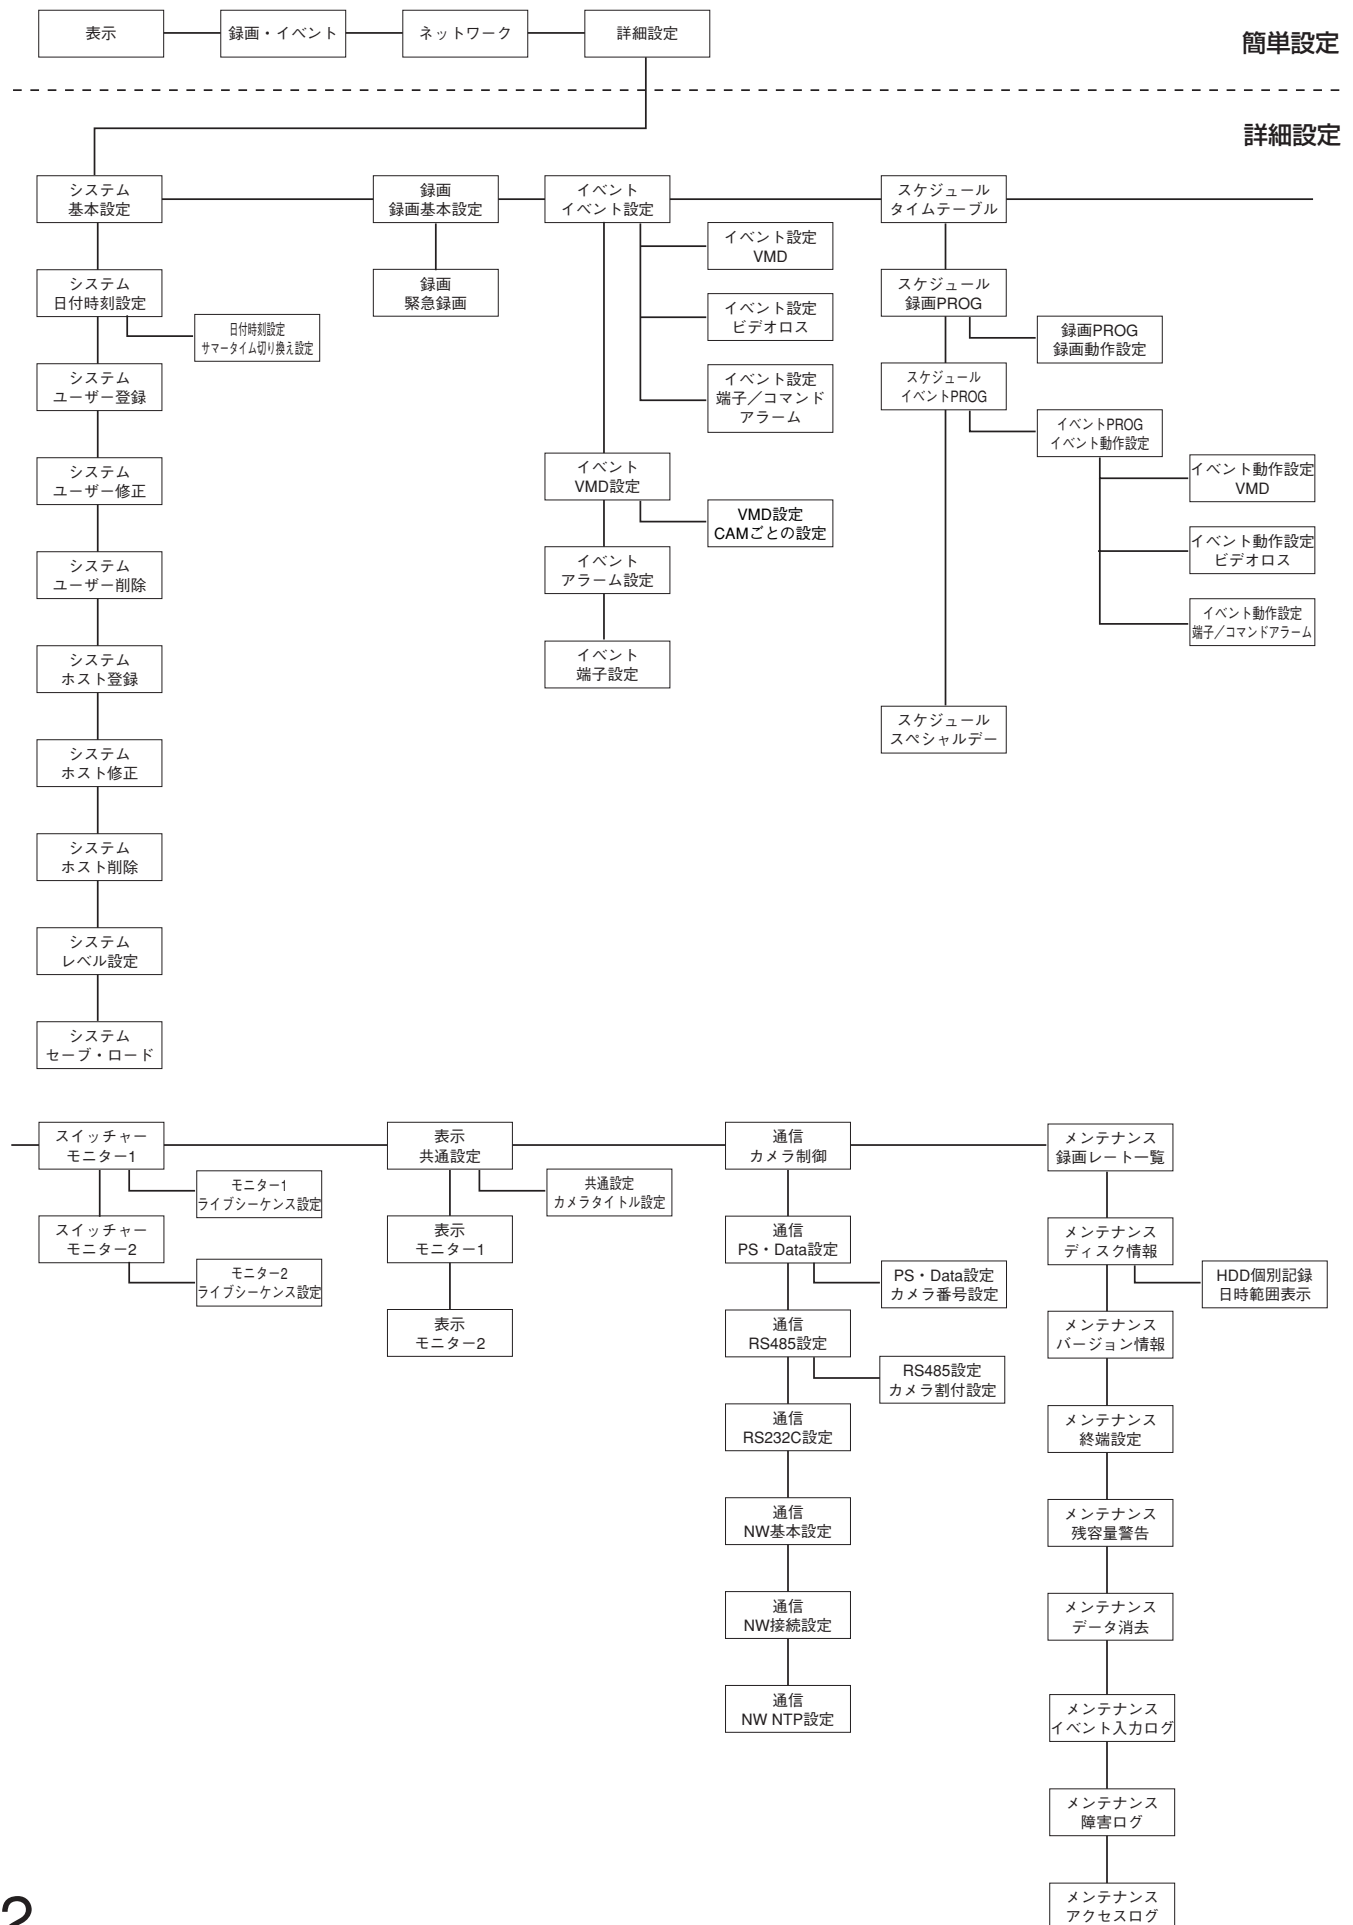 表示
録画・イベント
ネットワーク
詳細設定
簡単設定
詳細設定
システム
基本設定
録画
録画基本設定
イベント
イベント設定
スケジュール
タイムテーブル
イベント設定
VMD
システム
日付時刻設定
録画
緊急録画
スケジュール
録画PROG
イベント設定
ビデオロス
日付時刻設定
サマータイム切り換え設定
録画PROG
録画動作設定
システム
ユーザー登録
イベント設定
端子／コマンド
アラーム
スケジュール
イベントPROG
イベントPROG
イベント動作設定
システム
ユーザー修正
イベント
VMD設定
イベント動作設定
VMD
VMD設定
CAMごとの設定
イベント動作設定
ビデオロス
システム
ユーザー削除
イベント
アラーム設定
イベント動作設定
端子／コマンドアラーム
システム
ホスト登録
イベント
端子設定
スケジュール
スペシャルデー
システム
ホスト修正
システム
ホスト削除
システム
レベル設定
システム
セーブ・ロード
スイッチャー
モニター1
表示
共通設定
通信
カメラ制御
メンテナンス
録画レート一覧
モニター1
ライブシーケンス設定
共通設定
カメラタイトル設定
スイッチャー
モニター2
表示
モニター1
通信
PS・Data設定
メンテナンス
ディスク情報
モニター2
ライブシーケンス設定
PS・Data設定
カメラ番号設定
HDD個別記録
日時範囲表示
表示
モニター2
通信
RS485設定
メンテナンス
バージョン情報
RS485設定
カメラ割付設定
通信
RS232C設定
メンテナンス
終端設定
通信
NW基本設定
メンテナンス
残容量警告
通信
NW接続設定
メンテナンス
データ消去
通信
NW NTP設定
メンテナンス
イベント入力ログ
メンテナンス
障害ログ
メンテナンス
アクセスログ
2